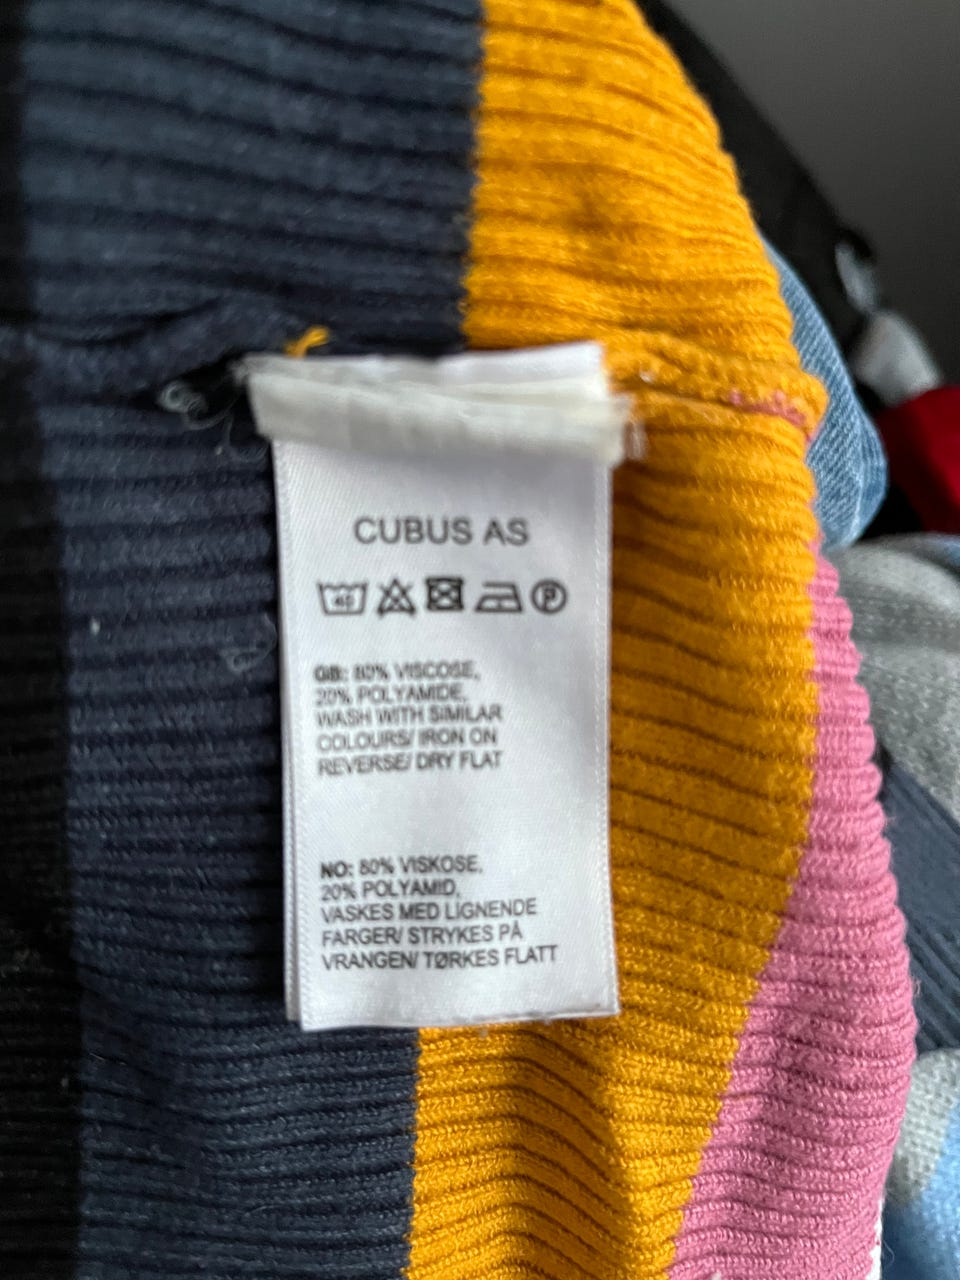 CUBUS AS
40 P
GB: 80% VISCOSE,
20% POLYAMIDE,
WASH WITH SIMILAR
COLOURS/ IRON ON
REVERSE/ DRY FLAT
NO: 80% VISKOSE,
20% POLYAMID,
VASKES MED LIGNENDE
FARGER/ STRYKES PÅ
VRANGEN/ TØRKES FLATT